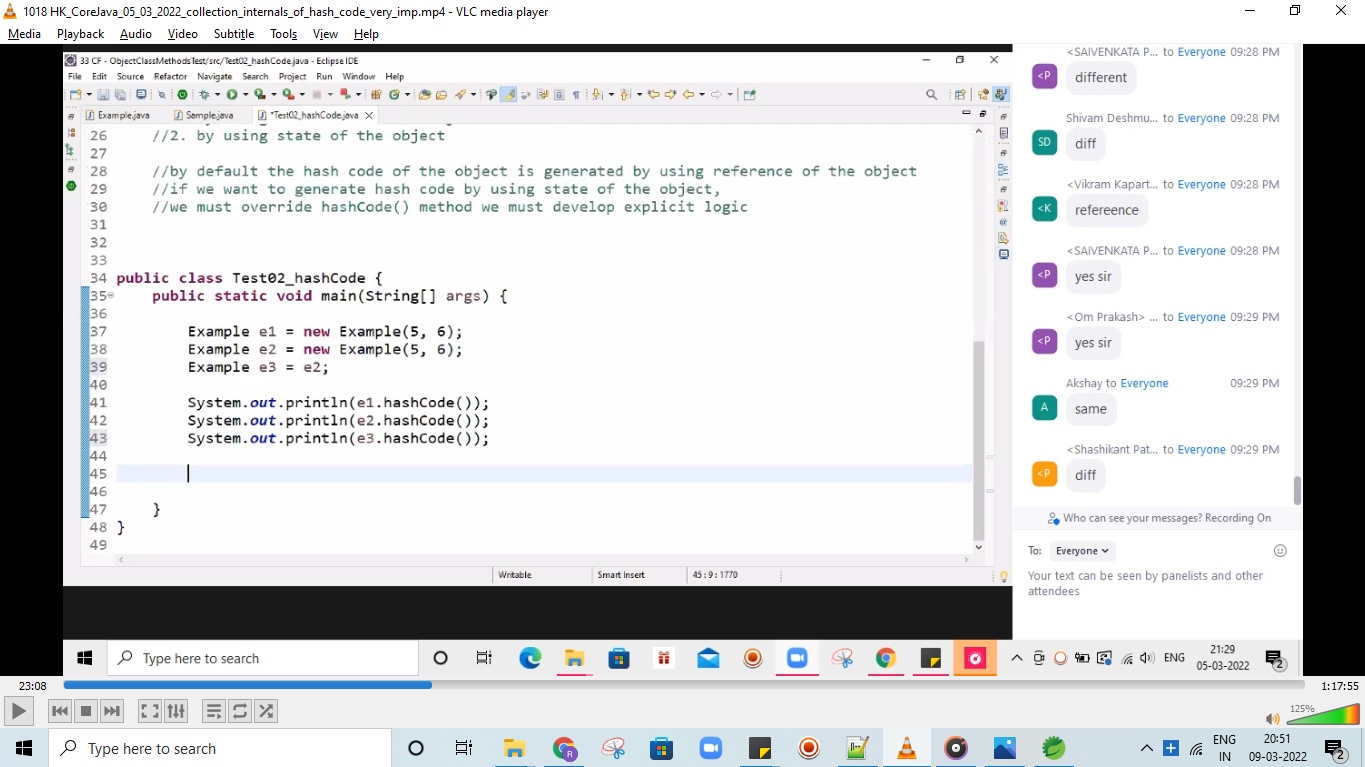 1018 HK_CoreJava_05_03_2022_collection_internals_of_hash_code_very_imp.mp4 - VLC media player
Media Playback Audio Video Subtitle Tools View Help
33 CF - ObjectClassMethodsTest/src/Test02_hashCode.java - Eclipse IDE
File Edit Source Refactor Navigate Search Project Run Window Help
Example.java Sample.java *Test02_hashCode.java
26 //2. by using state of the object
27
28 //by default the hash code of the object is generated by using reference of the object
29 //if we want to generate hash code by using state of the object,
30 //we must override hashCode() method we must develop explicit logic
31
32
33
34 public class Test02_hashCode {
35 public static void main(String[] args) {
36
37 Example e1 = new Example(5, 6);
38 Example e2 = new Example(5, 6);
39 Example e3 = e2;
40
41 System.out.println(e1.hashCode());
42 System.out.println(e2.hashCode());
43 System.out.println(e3.hashCode());
44
45
46
47 }
48 }
49
Writable Smart Insert 45 : 9 : 1770
<SAIVENKATA P... to Everyone 09:28 PM
<P different
Shivam Deshmu... to Everyone 09:28 PM
SD diff
<Vikram Kapart... to Everyone 09:28 PM
<K refereence
<SAIVENKATA P... to Everyone 09:28 PM
<P yes sir
<Om Prakash> ... to Everyone 09:29 PM
<P yes sir
Akshay to Everyone 09:29 PM
A same
<Shashikant Pat... to Everyone 09:29 PM
<P diff
Who can see your messages? Recording On
To: Everyone
Your text can be seen by panelists and other
attendees
Type here to search
ENG
21:29
05-03-2022
2
23:08 1:17:55
125%
Type here to search
R
ENG
IN
20:51
09-03-2022
2